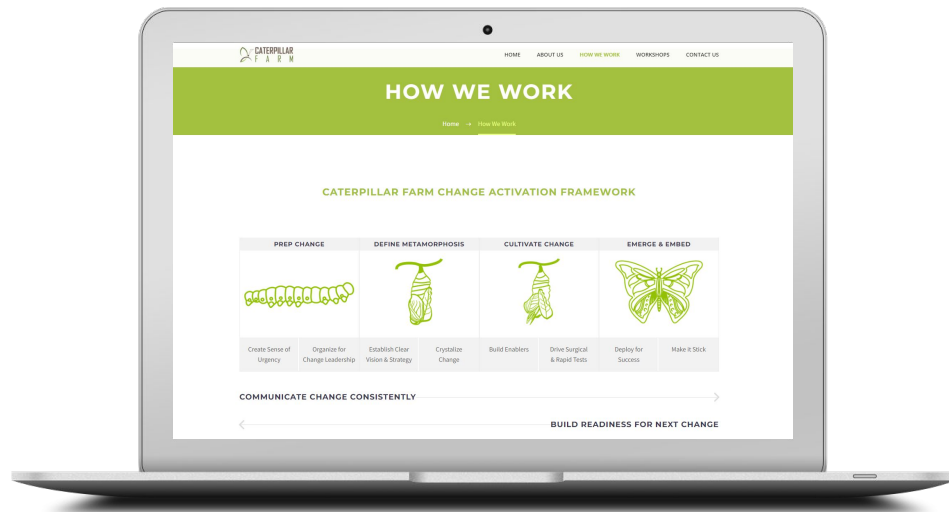 CATERPILLAR
FARM
HOME ABOUT US HOW WE WORK WORKSHOPS CONTACT US
HOW WE WORK
Home → How We Work
CATERPILLAR FARM CHANGE ACTIVATION FRAMEWORK
PREP CHANGE DEFINE METAMORPHOSIS CULTIVATE CHANGE EMERGE & EMBED
Create Sense of Urgency
Organize for Change Leadership
Establish Clear Vision & Strategy
Crystalize Change
Build Enablers
Drive Surgical & Rapid Tests
Deploy for Success
Make it Stick
COMMUNICATE CHANGE CONSISTENTLY
BUILD READINESS FOR NEXT CHANGE